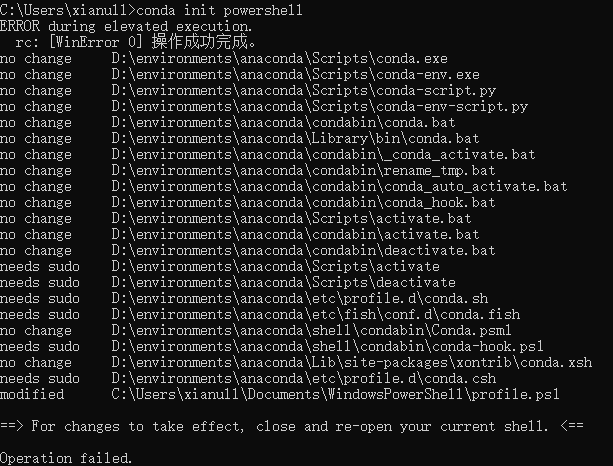 C:\Users\xianu11>conda init powershell
ERROR during elevated execution.
  rc: [WinError 0] 操作成功完成。
no change     D:\environments\anaconda\Scripts\conda.exe
no change     D:\environments\anaconda\Scripts\conda-env.exe
no change     D:\environments\anaconda\Scripts\conda-script.py
no change     D:\environments\anaconda\Scripts\conda-env-script.py
no change     D:\environments\anaconda\condabin\conda.bat
no change     D:\environments\anaconda\Library\bin\conda.bat
no change     D:\environments\anaconda\condabin\_conda_activate.bat
no change     D:\environments\anaconda\condabin\rename_tmp.bat
no change     D:\environments\anaconda\condabin\conda_auto_activate.bat
no change     D:\environments\anaconda\condabin\conda_hook.bat
no change     D:\environments\anaconda\Scripts\activate.bat
no change     D:\environments\anaconda\condabin\activate.bat
no change     D:\environments\anaconda\condabin\deactivate.bat
needs sudo    D:\environments\anaconda\Scripts\activate
needs sudo    D:\environments\anaconda\Scripts\deactivate
needs sudo    D:\environments\anaconda\etc\profile.d\conda.sh
needs sudo    D:\environments\anaconda\etc\fish\conf.d\conda.fish
no change     D:\environments\anaconda\shell\condabin\Conda.psm1
needs sudo    D:\environments\anaconda\shell\condabin\conda-hook.ps1
no change     D:\environments\anaconda\Lib\site-packages\xontrib\conda.xsh
needs sudo    D:\environments\anaconda\etc\profile.d\conda.csh
modified      C:\Users\xianu11\Documents\WindowsPowerShell\profile.ps1
==> For changes to take effect, close and re-open your current shell. <==
Operation failed.